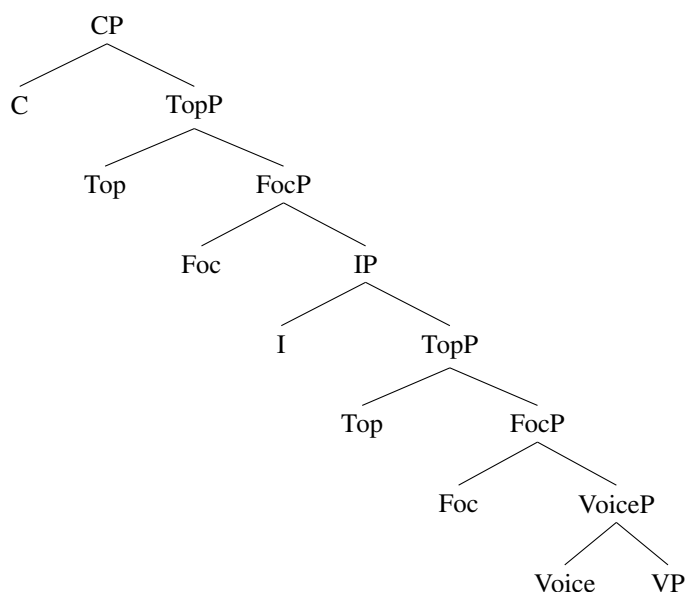 CP
C TopP
Top FocP
Foc IP
I TopP
Top FocP
Foc VoiceP
Voice VP